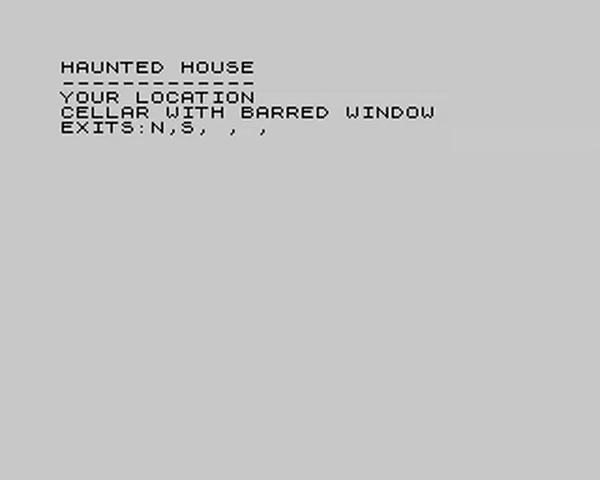 HAUNTED HOUSE
-------------
YOUR LOCATION
CELLAR WITH BARRED WINDOW
EXITS:N,S, , ,